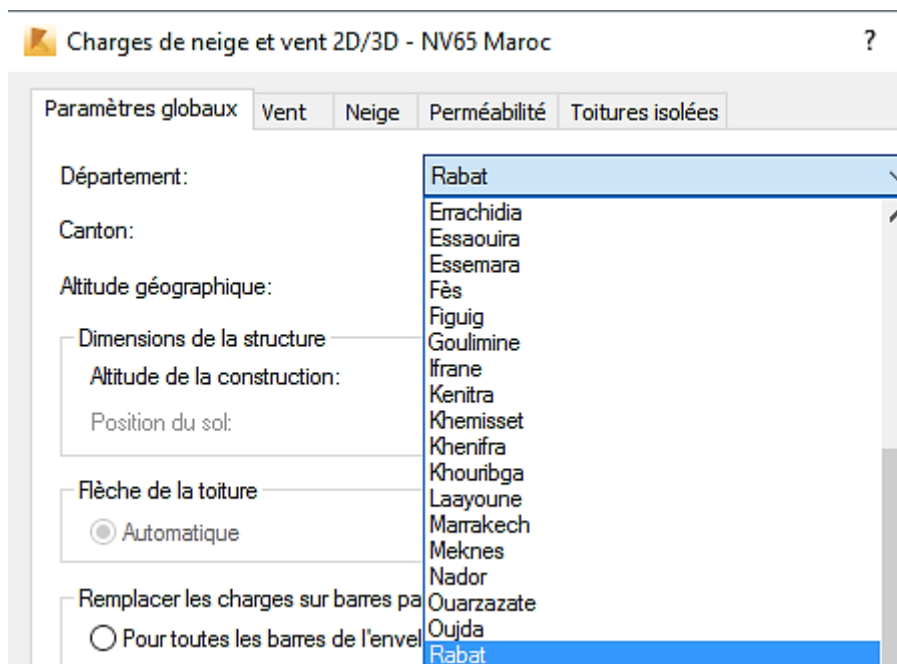 Charges de neige et vent 2D/3D - NV65 Maroc ?
Paramètres globaux Vent Neige Perméabilité Toitures isolées
Département: Rabat
Errachidia
Canton:
Essaouira
Essemara
Altitude géographique:
Fès
Figuig
Dimensions de la structure
Goulimine
Altitude de la construction:
Ifrane
Kenitra
Position du sol:
Khemisset
Khenifra
Khouribga
Flèche de la toiture
Laayoune
Automatique
Marrakech
Meknes
Nador
Remplacer les charges sur barres pa
Ouarzazate
Pour toutes les barres de l'envel
Oujda
Rabat